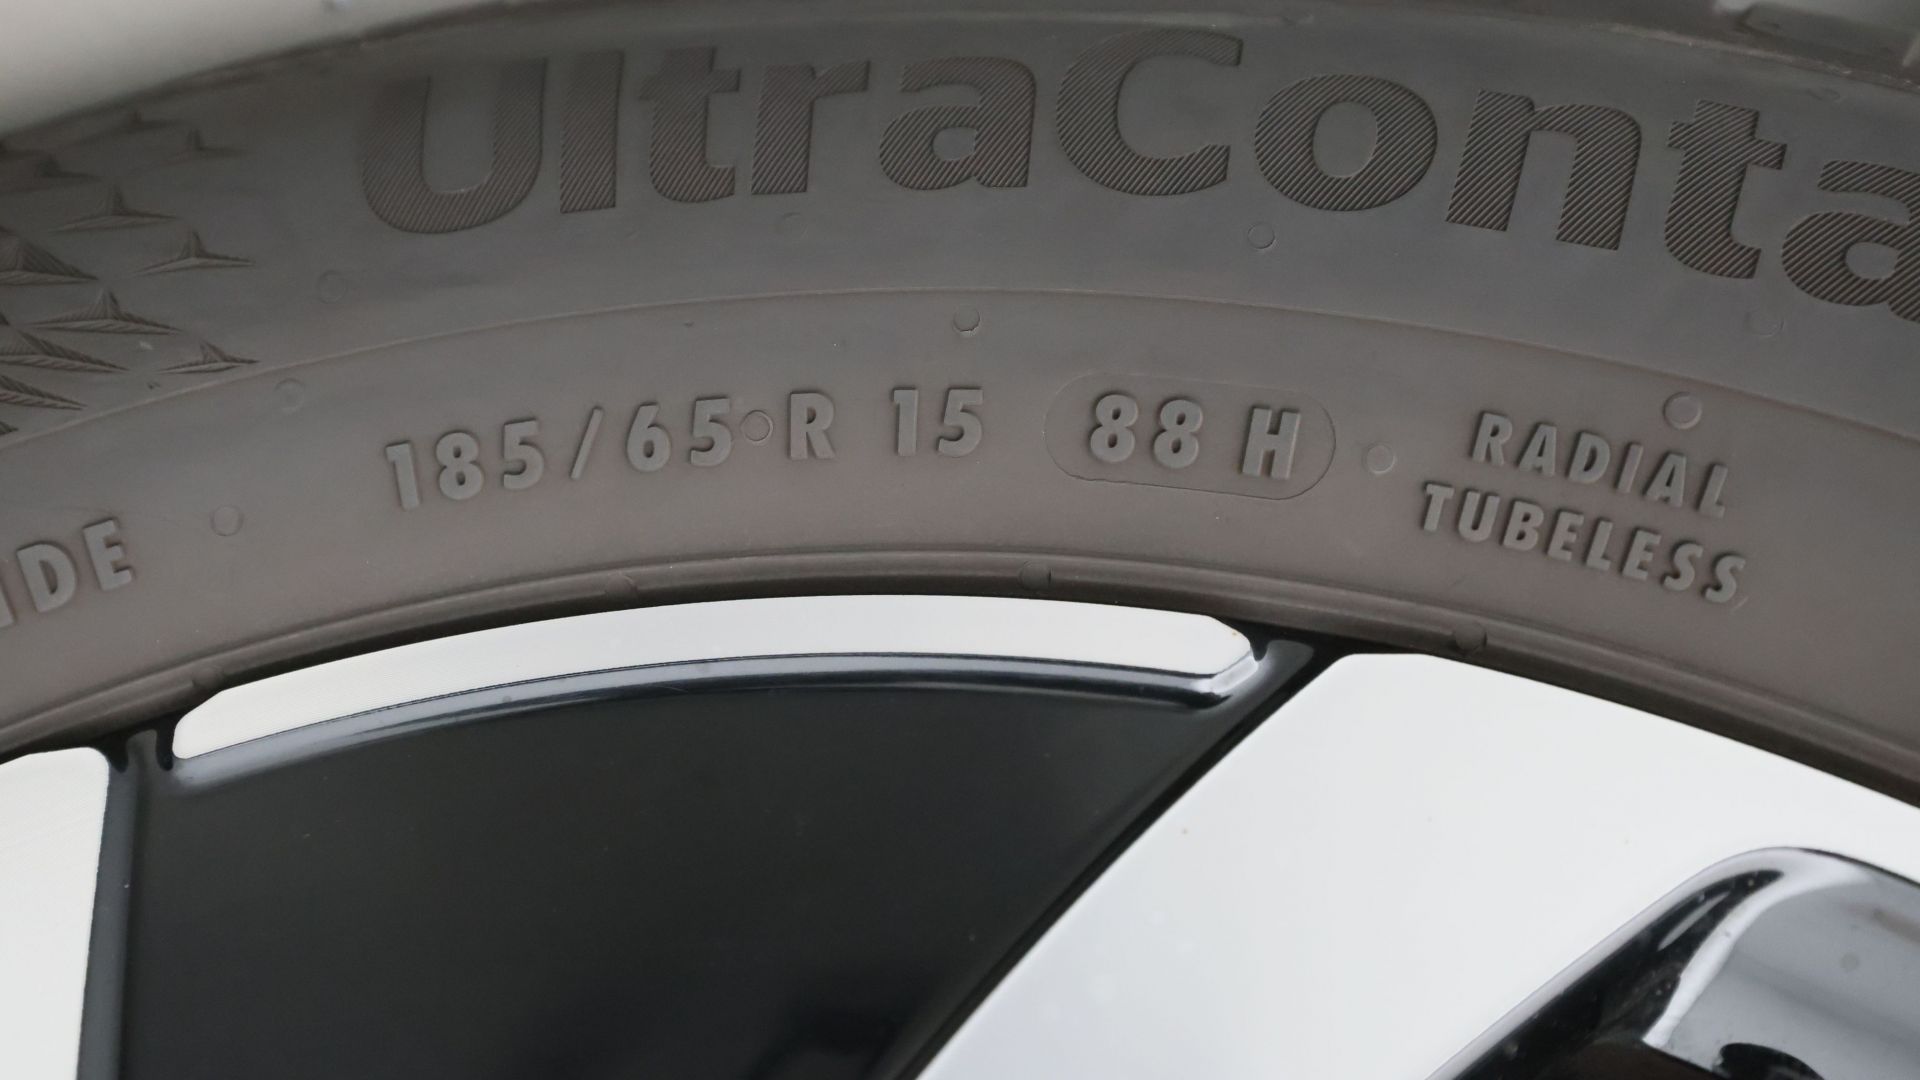 UltraConta
IDE
185/65 R 15 88 H
RADIAL
TUBELESS